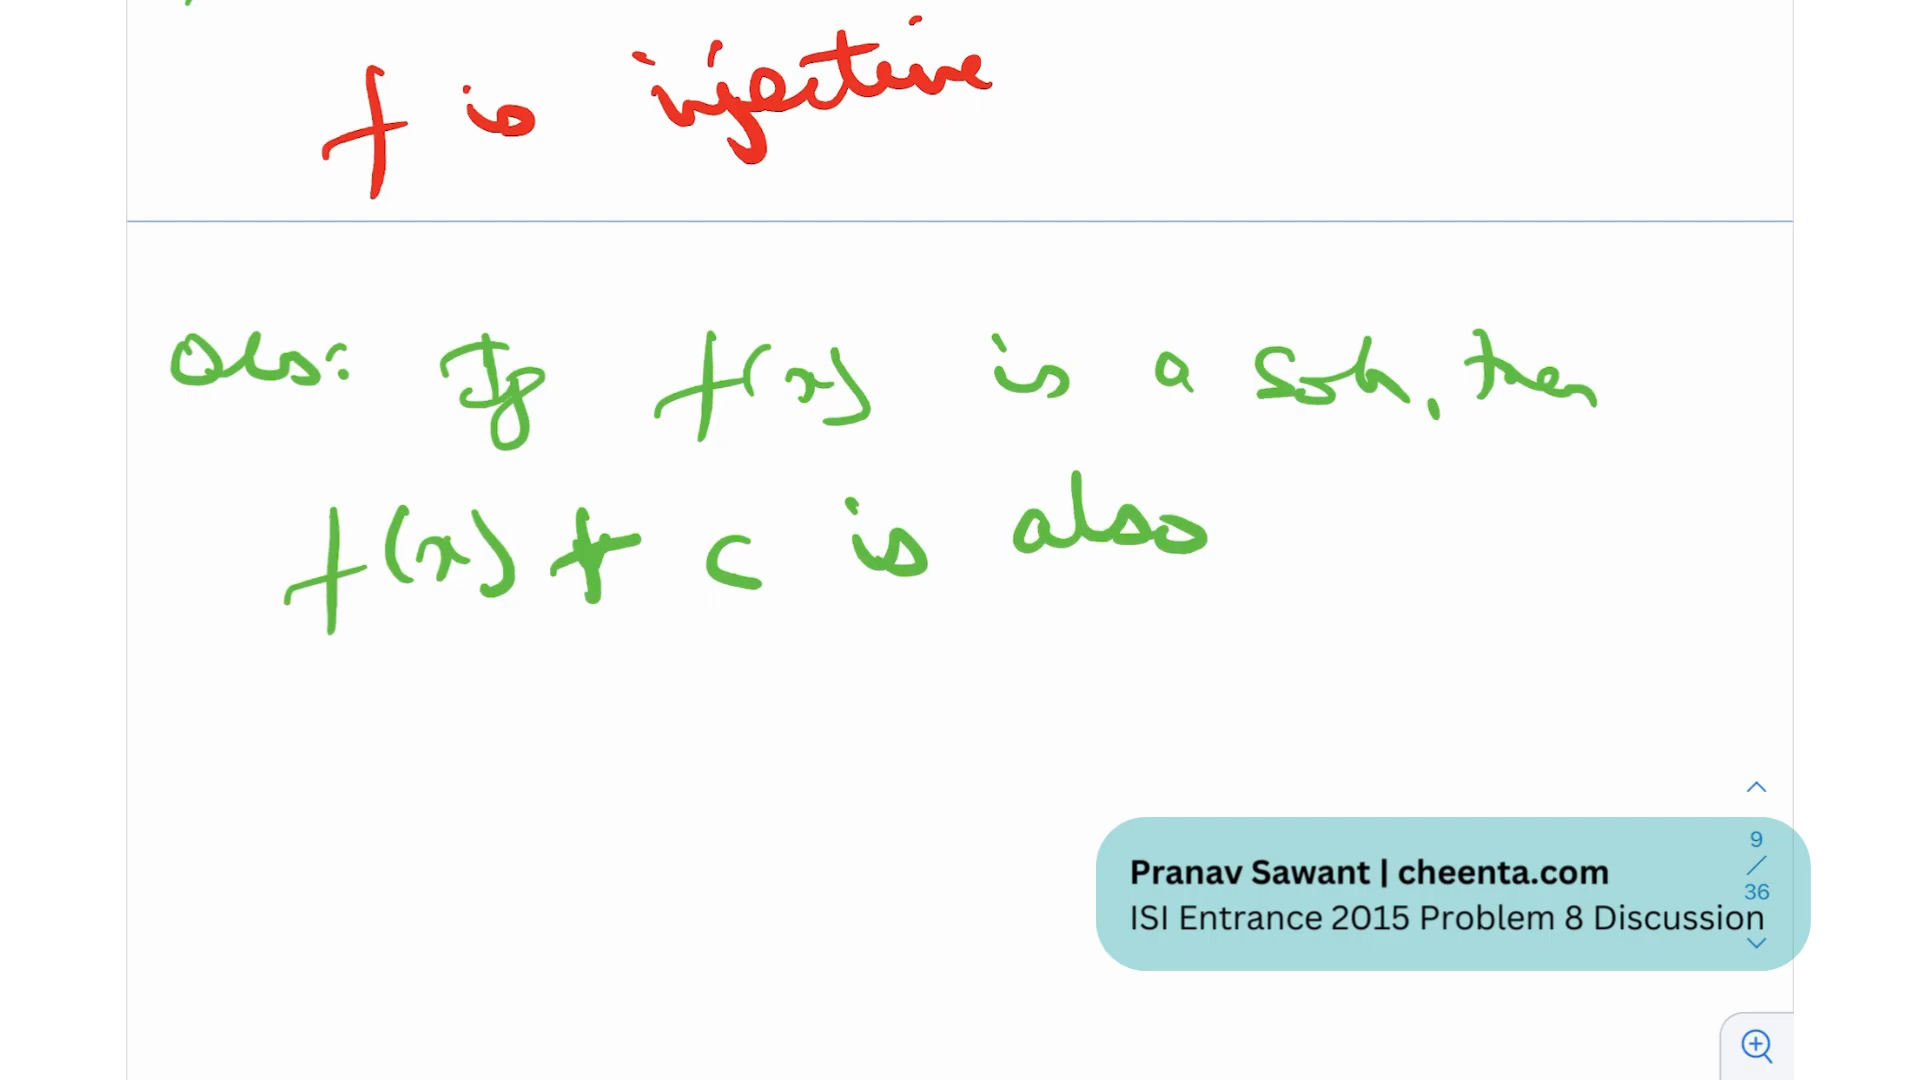 f is injective
Obs: If f(x) is a soln, then
f(x) + c is also
9
/
36
Pranav Sawant | cheenta.com
ISI Entrance 2015 Problem 8 Discussion